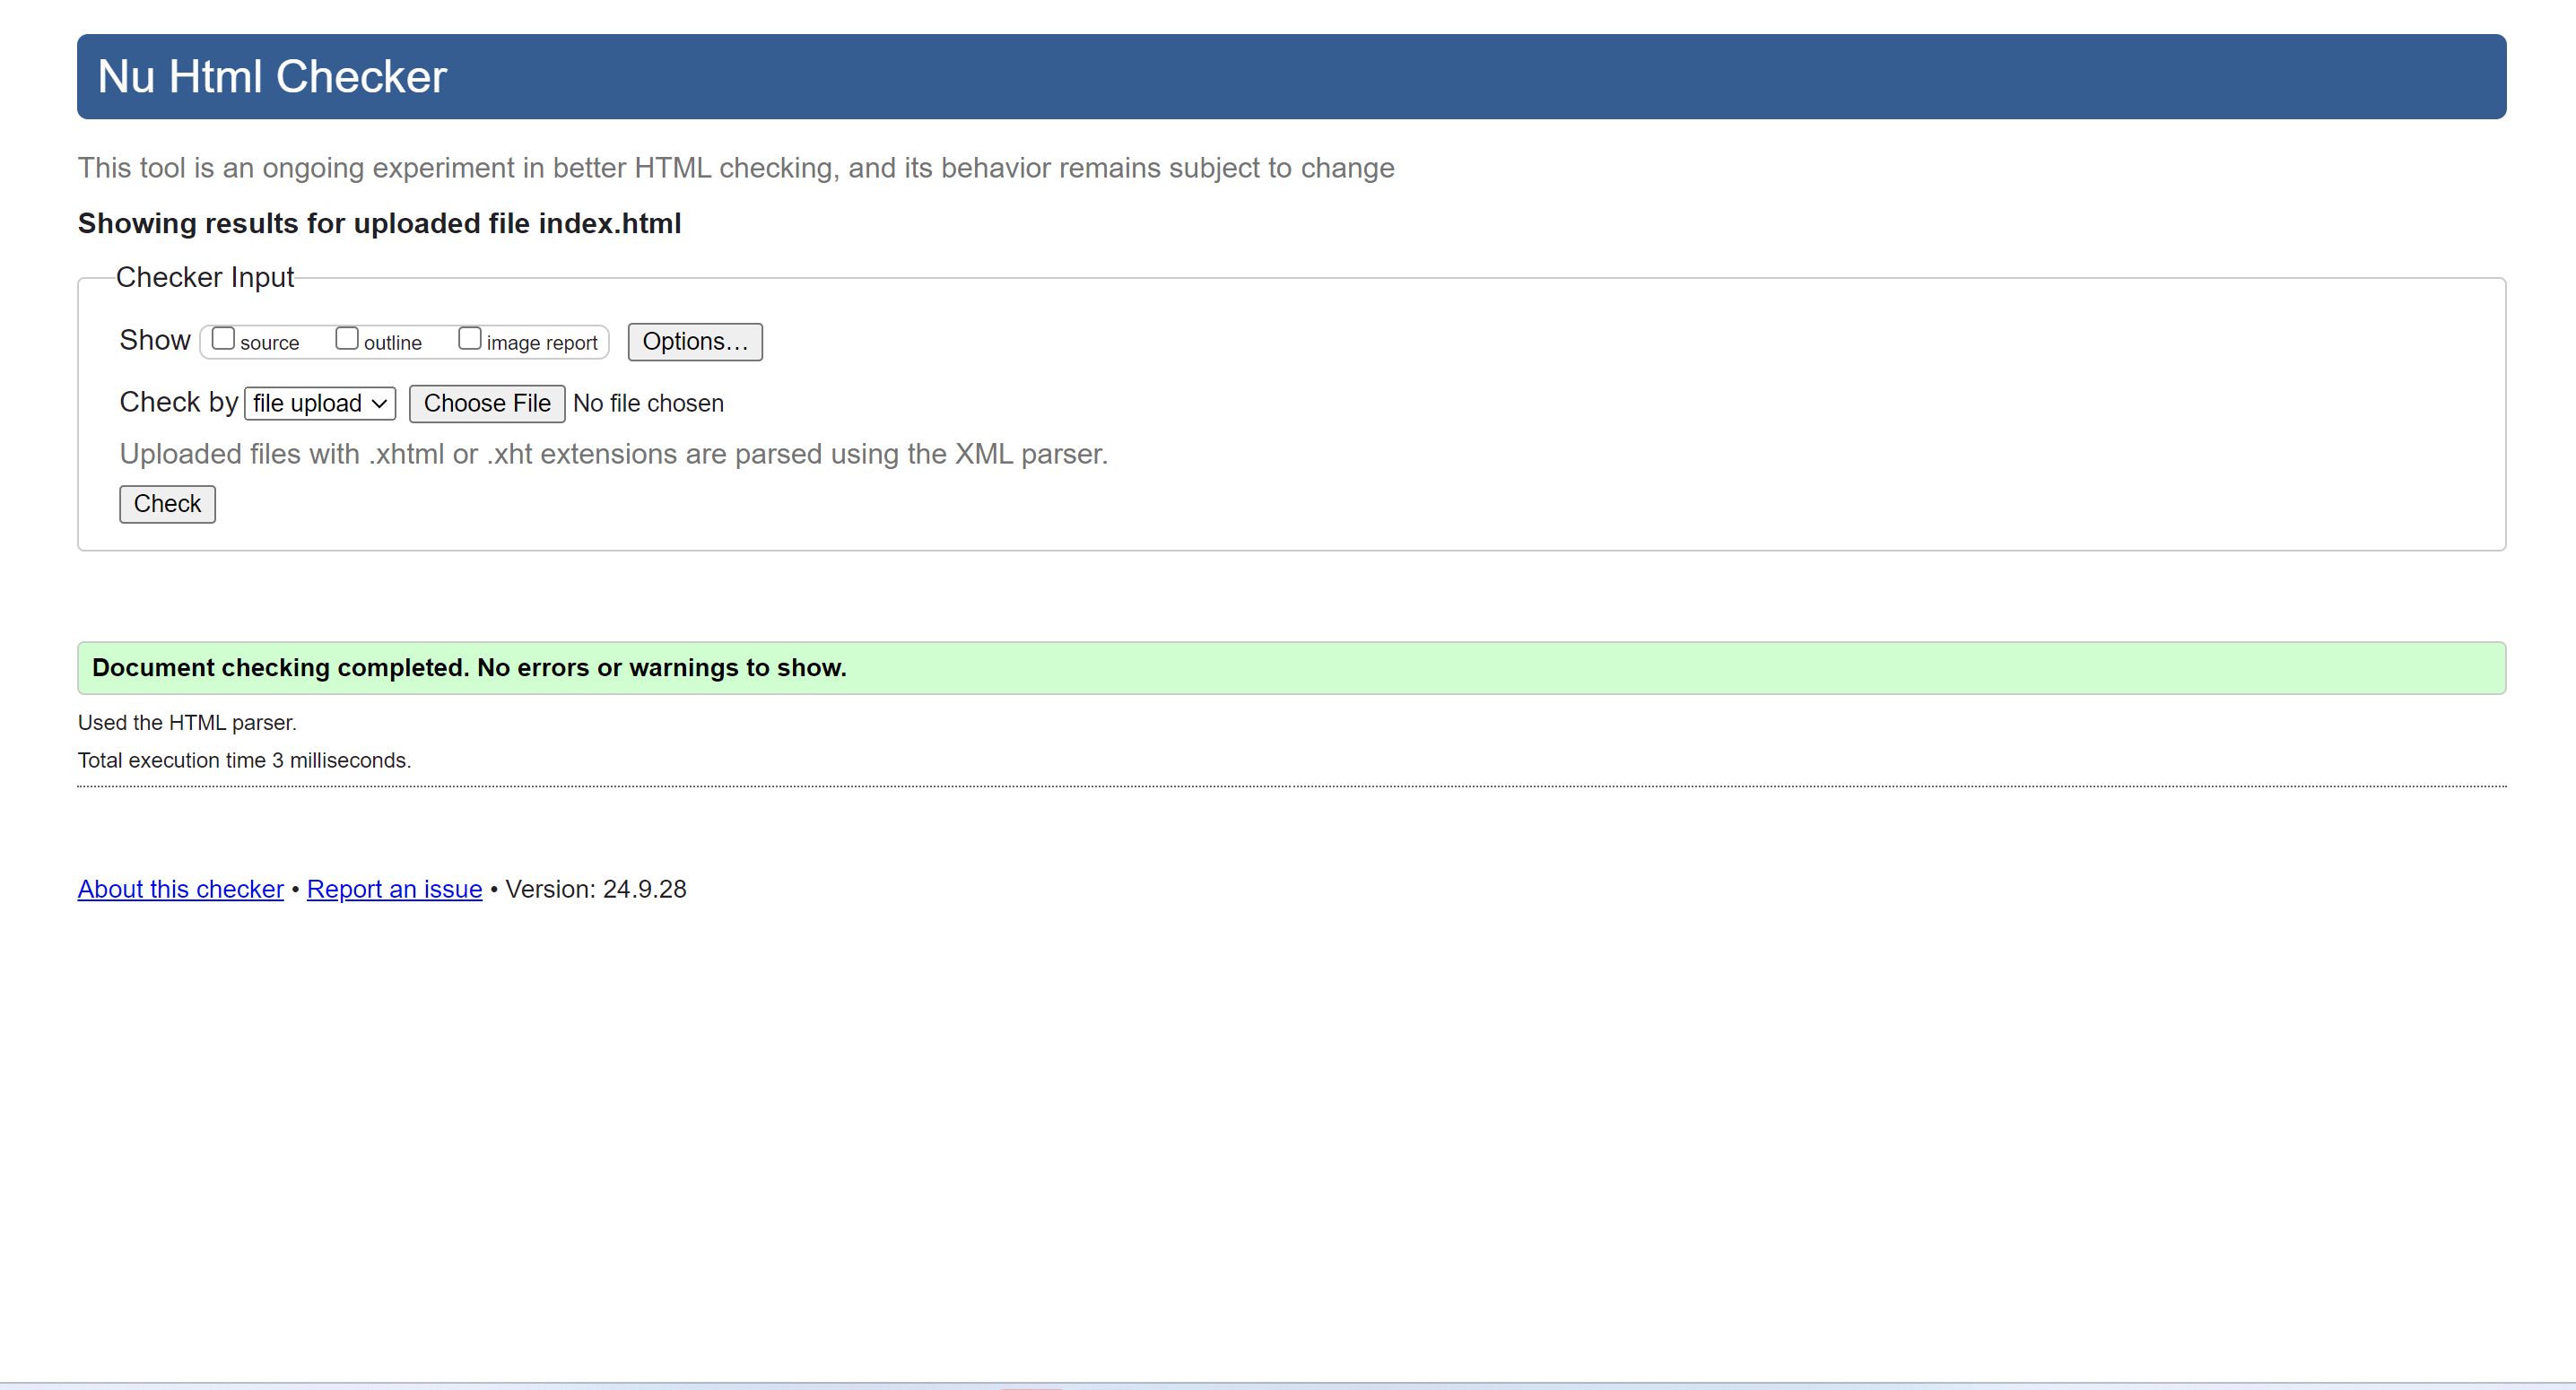 Nu Html Checker
This tool is an ongoing experiment in better HTML checking, and its behavior remains subject to change
Showing results for uploaded file index.html
Checker Input
Show source outline image report Options...
Check by file upload Choose File No file chosen
Uploaded files with .xhtml or .xht extensions are parsed using the XML parser.
Check
Document checking completed. No errors or warnings to show.
Used the HTML parser.
Total execution time 3 milliseconds.
About this checker • Report an issue • Version: 24.9.28